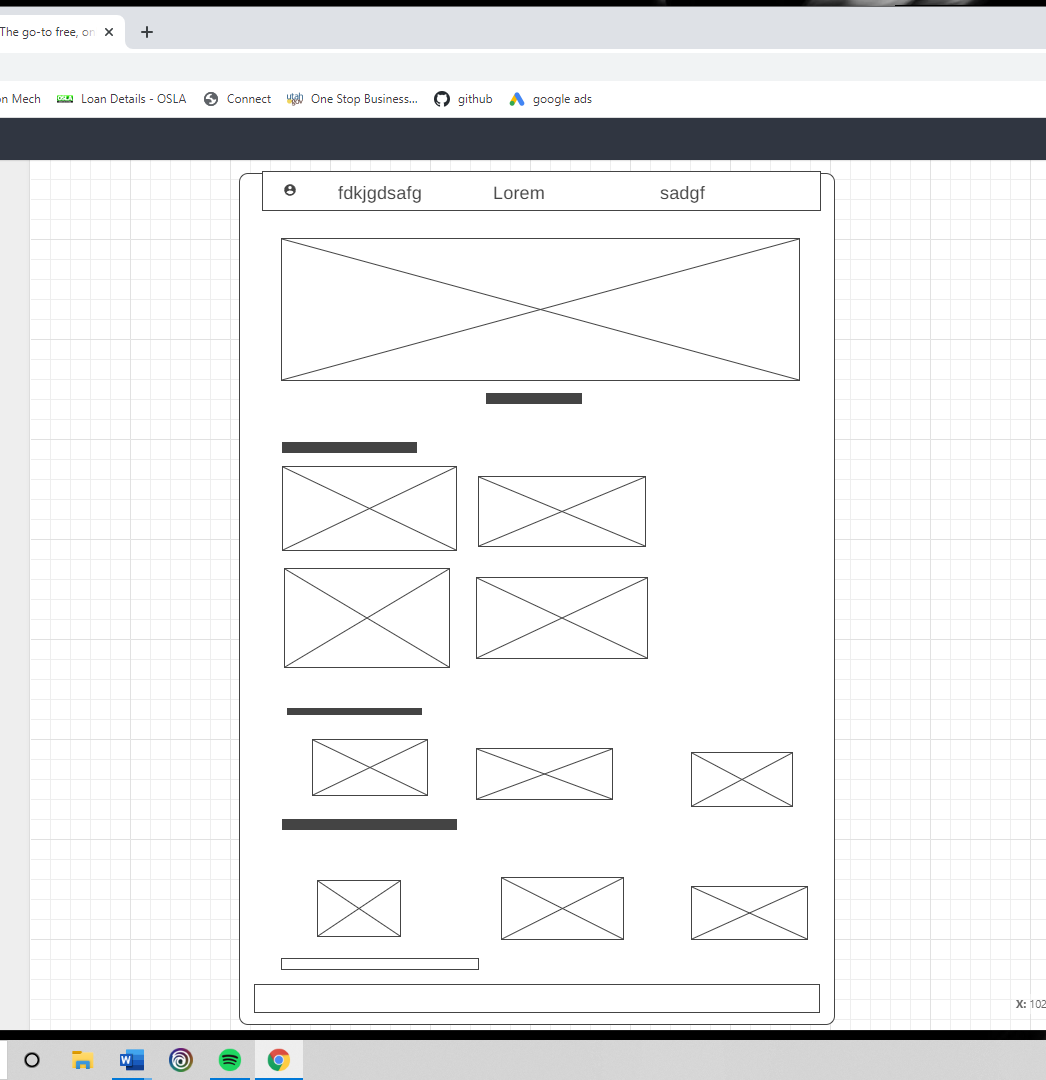 The go-to free, on
on Mech
OSLA Loan Details - OSLA
Connect
One Stop Business...
github
google ads
fdkjgdsafg Lorem sadgf
X: 102
W